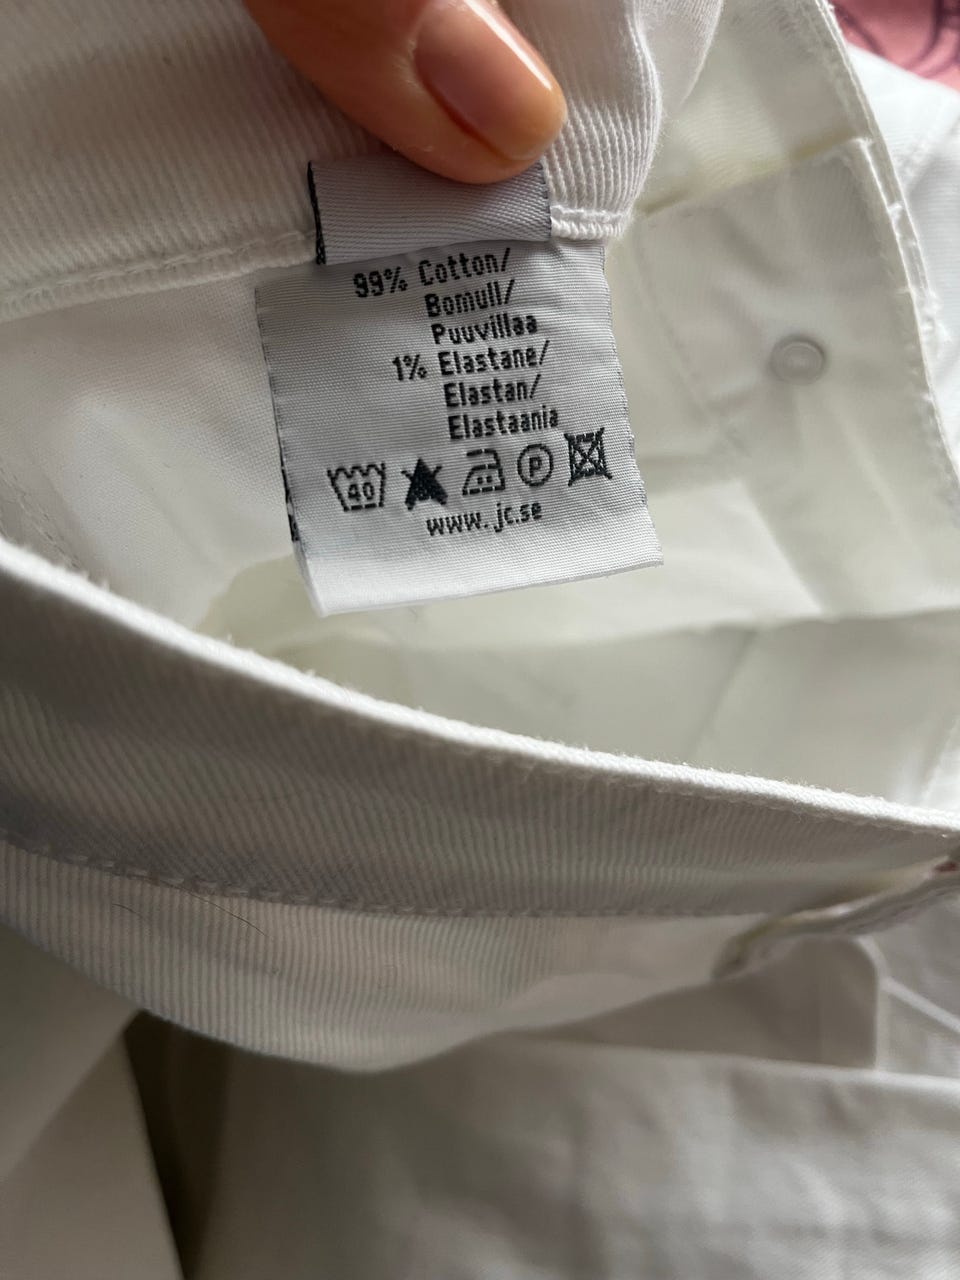 99% Cotton/
Bomull/
Puuvillaa
1% Elastane/
Elastan/
Elastaania
40 P
www.jc.se